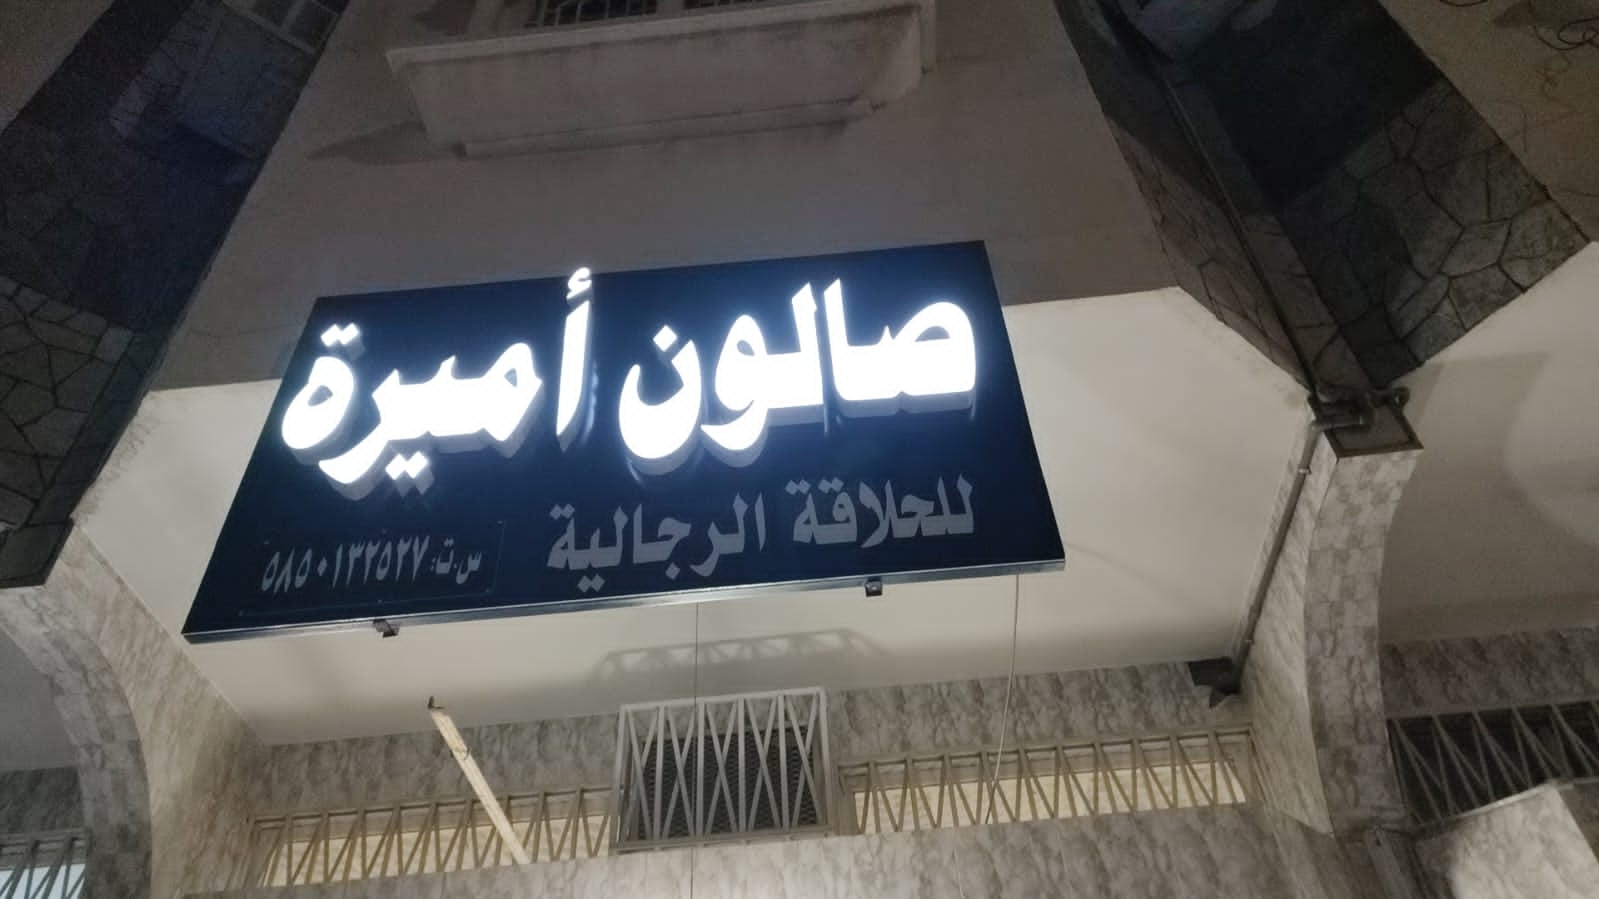 صالون أميرة
للحلاقة الرجالية
س.ت: ٥٨٥٠١٣٢٥٢٧